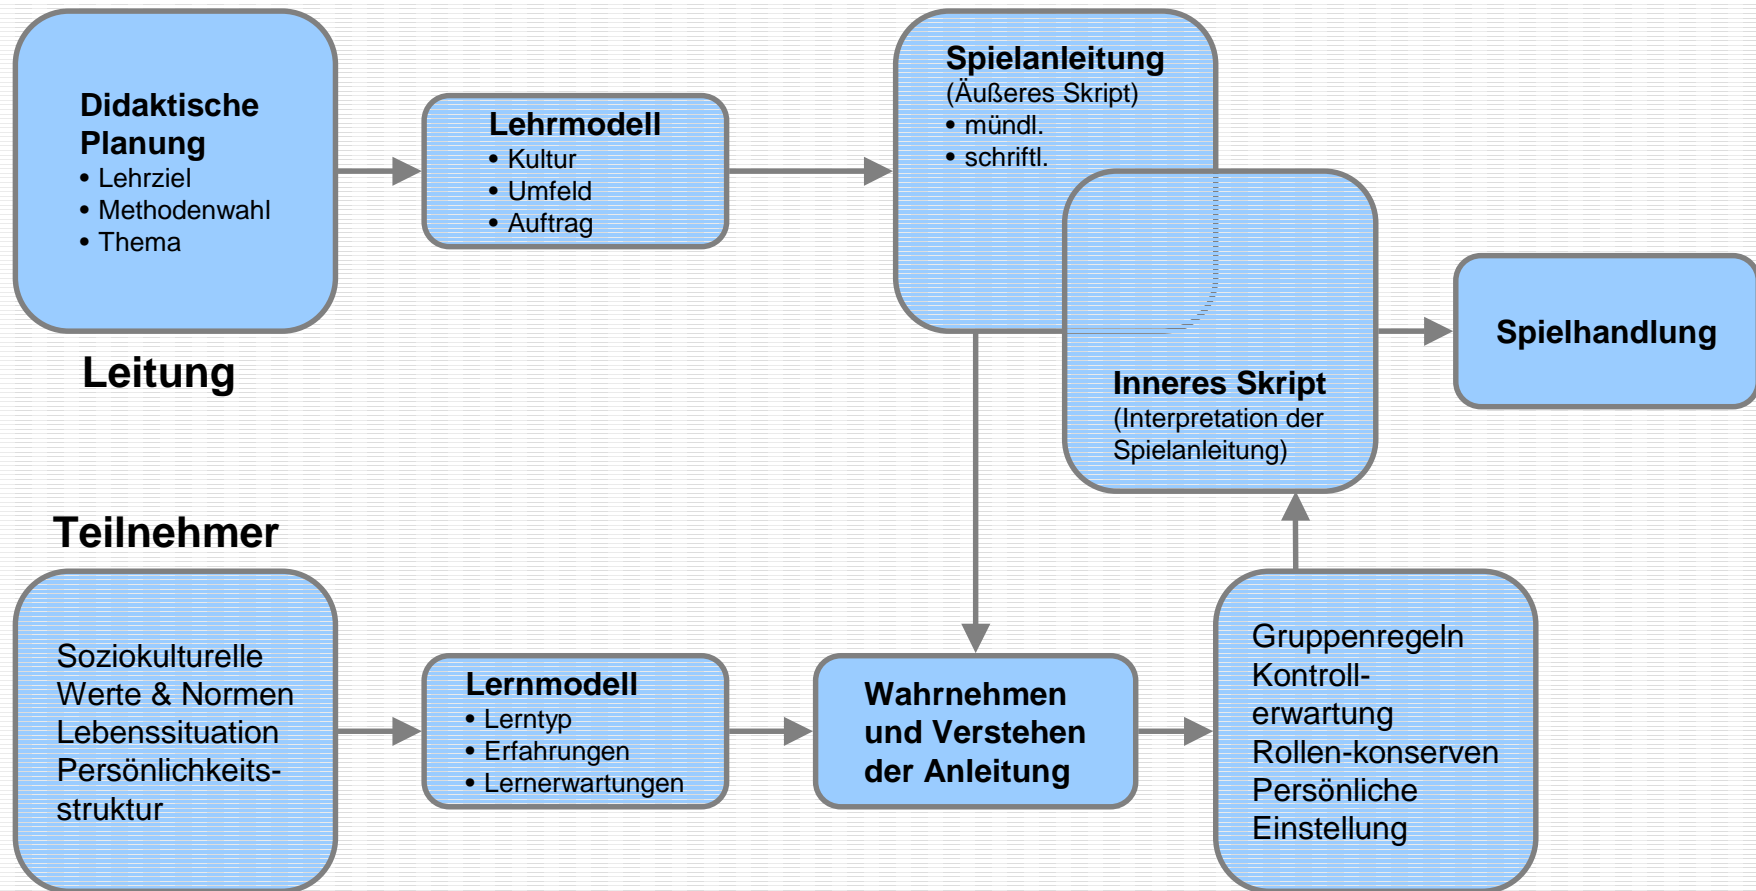 Didaktische
Planung
• Lehrziel
• Methodenwahl
• Thema
Leitung
Lehrmodell
• Kultur
• Umfeld
• Auftrag
Spielanleitung
(Äußeres Skript)
• mündl.
• schriftl.
Inneres Skript
(Interpretation der
Spielanleitung)
Spielhandlung
Teilnehmer
Soziokulturelle
Werte & Normen
Lebenssituation
Persönlichkeits-
struktur
Lernmodell
• Lerntyp
• Erfahrungen
• Lernerwartungen
Wahrnehmen
und Verstehen
der Anleitung
Gruppenregeln
Kontroll-
erwartung
Rollen-konserven
Persönliche
Einstellung